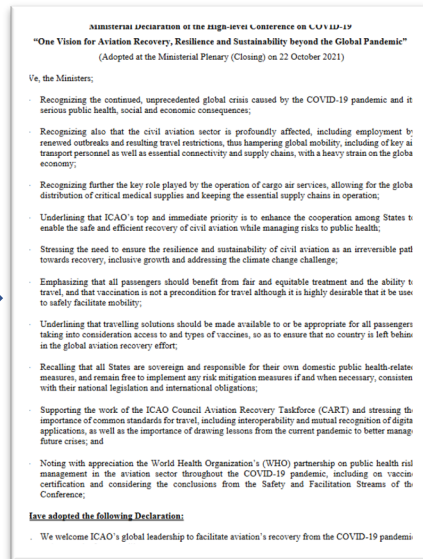 Ministerial Declaration of the High-level Conference on COVID-19
“One Vision for Aviation Recovery, Resilience and Sustainability beyond the Global Pandemic”
(Adopted at the Ministerial Plenary (Closing) on 22 October 2021)
Ve, the Ministers;
Recognizing the continued, unprecedented global crisis caused by the COVID-19 pandemic and it
serious public health, social and economic consequences;
Recognizing also that the civil aviation sector is profoundly affected, including employment by
renewed outbreaks and resulting travel restrictions, thus hampering global mobility, including of key ai
transport personnel as well as essential connectivity and supply chains, with a heavy strain on the globa
economy;
Recognizing further the key role played by the operation of cargo air services, allowing for the globa
distribution of critical medical supplies and keeping the essential supply chains in operation;
Underlining that ICAO’s top and immediate priority is to enhance the cooperation among States to
enable the safe and efficient recovery of civil aviation while managing risks to public health;
Stressing the need to ensure the resilience and sustainability of civil aviation as an irreversible path
towards recovery, inclusive growth and addressing the climate change challenge;
Emphasizing that all passengers should benefit from fair and equitable treatment and the ability to
travel, and that vaccination is not a precondition for travel although it is highly desirable that it be used
to safely facilitate mobility;
Underlining that travelling solutions should be made available to or be appropriate for all passengers
taking into consideration access to and types of vaccines, so as to ensure that no country is left behind
in the global aviation recovery effort;
Recalling that all States are sovereign and responsible for their own domestic public health-related
measures, and remain free to implement any risk mitigation measures if and when necessary, consisten
with their national legislation and international obligations;
Supporting the work of the ICAO Council Aviation Recovery Taskforce (CART) and stressing the
importance of common standards for travel, including interoperability and mutual recognition of digita
applications, as well as the importance of drawing lessons from the current pandemic to better manage
future crises; and
Noting with appreciation the World Health Organization’s (WHO) partnership on public health risk
management in the aviation sector throughout the COVID-19 pandemic, including on vaccine
certification and considering the conclusions from the Safety and Facilitation Streams of the
Conference;
Have adopted the following Declaration:
. We welcome ICAO’s global leadership to facilitate aviation’s recovery from the COVID-19 pandemic